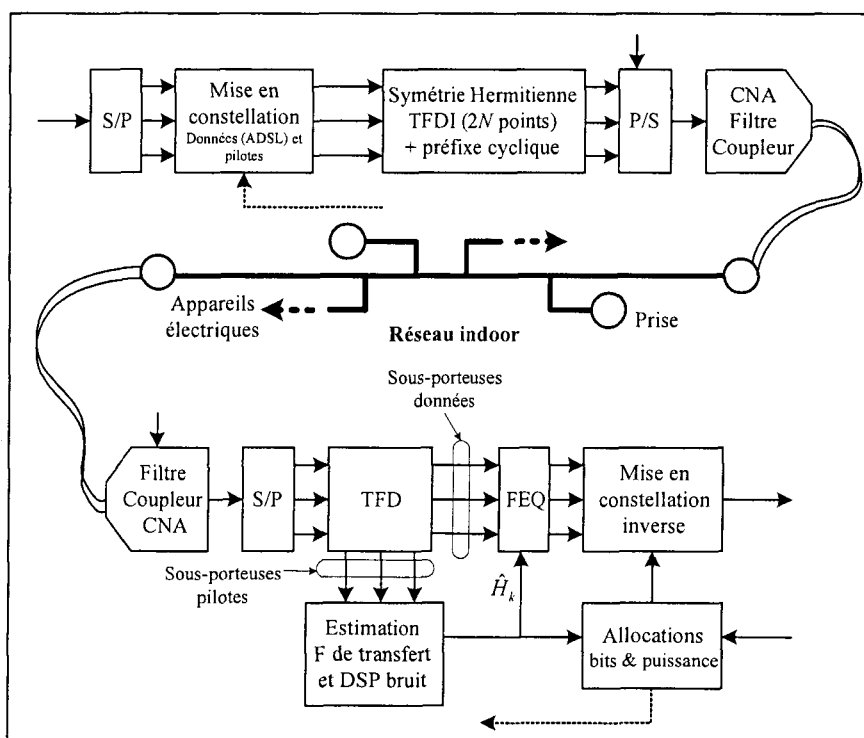 S/P
Mise en
constellation
Données (ADSL) et
pilotes
Symétrie Hermitienne
TFDI (2N points)
+ préfixe cyclique
P/S
CNA
Filtre
Coupleur
Appareils
électriques
Réseau indoor
Prise
Sous-porteuses
données
Filtre
Coupleur
CNA
S/P
TFD
FEQ
Mise en
constellation
inverse
Sous-porteuses
pilotes
Ĥk
Estimation
F de transfert
et DSP bruit
Allocations
bits & puissance